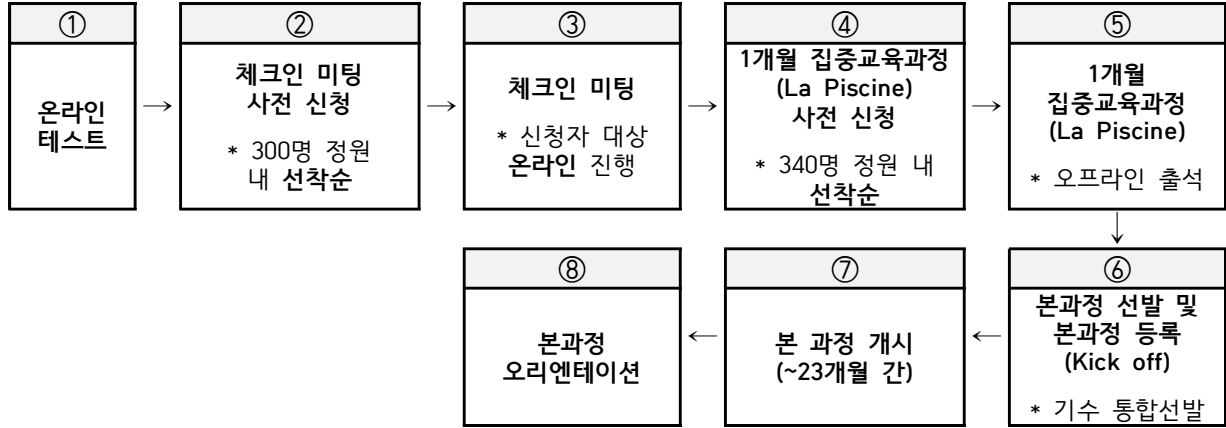 ①
온라인
테스트
→
②
체크인 미팅
사전 신청
* 300명 정원
내 선착순
→
③
체크인 미팅
* 신청자 대상
온라인 진행
→
④
1개월 집중교육과정
(La Piscine)
사전 신청
* 340명 정원 내
선착순
→
⑤
1개월
집중교육과정
(La Piscine)
* 오프라인 출석
↓
⑥
본과정 선발 및
본과정 등록
(Kick off)
* 기수 통합선발
←
⑦
본 과정 개시
(~23개월 간)
←
⑧
본과정
오리엔테이션